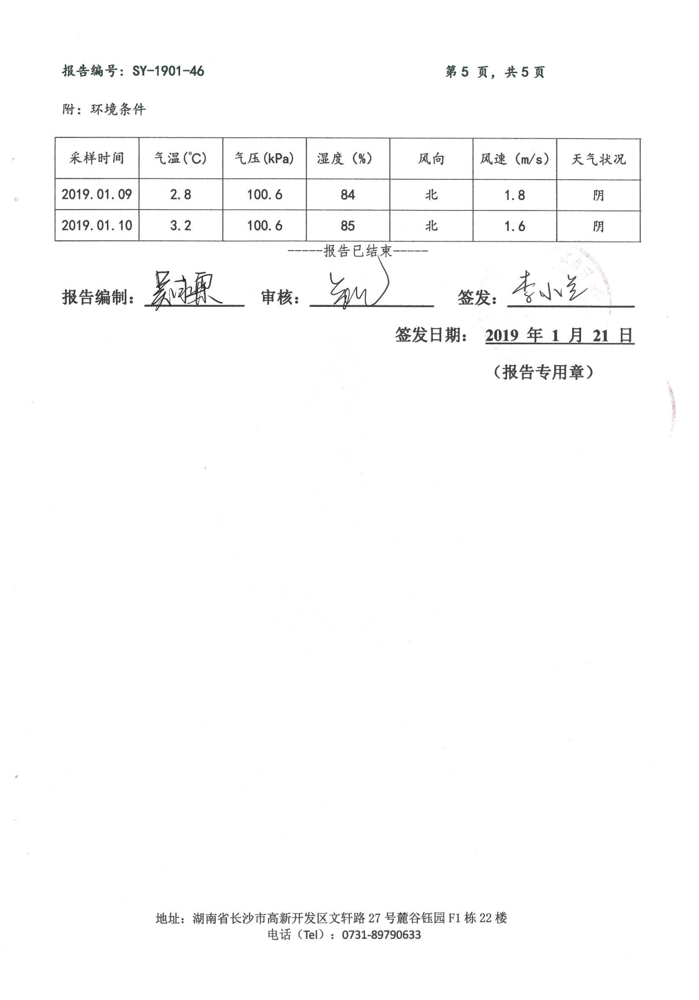 报告编号：SY-1901-46 第 5 页，共 5 页
附：环境条件
采样时间 气温(℃) 气压(kPa) 湿度（%） 风向 风速（m/s） 天气状况
2019.01.09 2.8 100.6 84 北 1.8 阴
2019.01.10 3.2 100.6 85 北 1.6 阴
-----报告已结束-----
报告编制： 审核： 签发：李小兰
签发日期： 2019 年 1 月 21 日
（报告专用章）
地址：湖南省长沙市高新开发区文轩路 27 号麓谷钰园 F1 栋 22 楼
电话（Tel）：0731-89790633